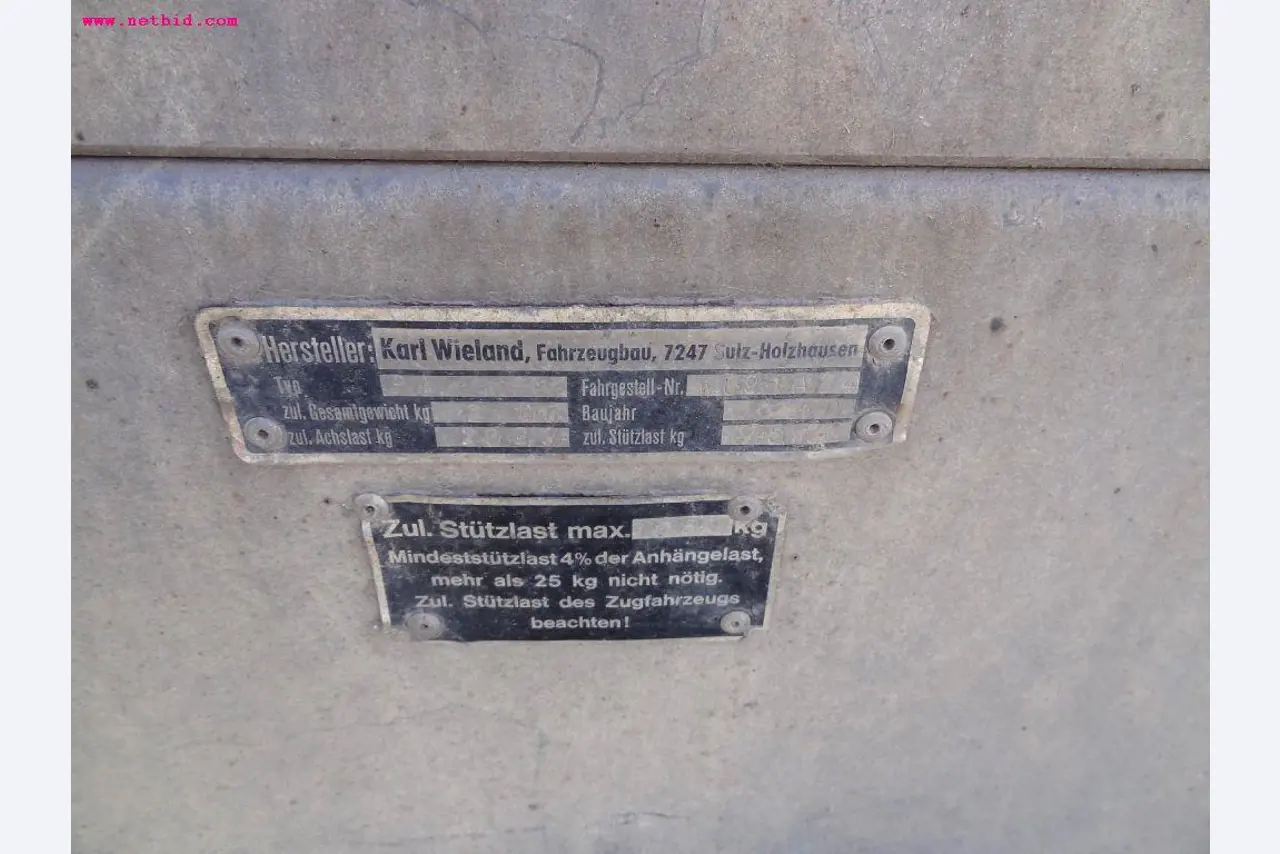 www.netbid.com
Hersteller: Karl Wieland, Fahrzeugbau, 7247 Sulz-Holzhausen
Typ Fahrgestell-Nr.
zul. Gesamtgewicht kg Baujahr
zul. Achslast kg zul. Stützlast kg
Zul. Stützlast max. kg
Mindeststützlast 4% der Anhängelast,
mehr als 25 kg nicht nötig.
Zul. Stützlast des Zugfahrzeugs
beachten!